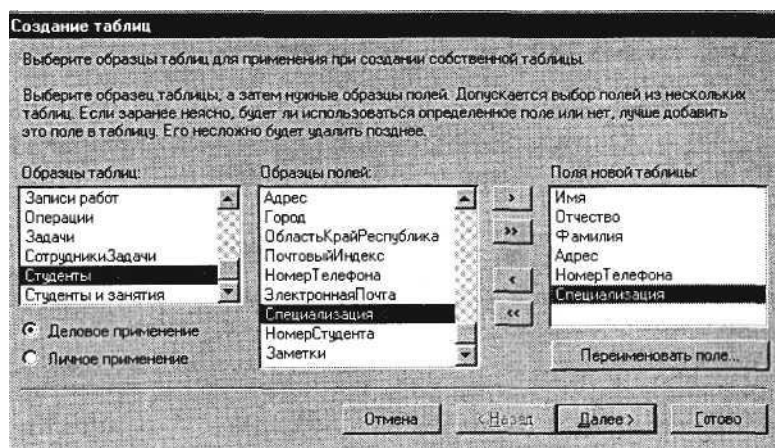 Создание таблиц
Выберите образцы таблиц для применения при создании собственной таблицы.
Выберите образец таблицы, а затем нужные образцы полей. Допускается выбор полей из нескольких
таблиц. Если заранее неясно, будет ли использоваться определенное поле или нет, лучше добавить
это поле в таблицу. Его несложно будет удалить позднее.
Образцы таблиц:
Записи работ
Операции
Задачи
СотрудникиЗадачи
Студенты
Студенты и занятия
Деловое применение
Личное применение
Образцы полей:
Адрес
Город
ОбластьКрайРеспублика
ПочтовыйИндекс
НомерТелефона
ЭлектроннаяПочта
Специализация
НомерСтудента
Заметки
>
>>
<
<<
Поля новой таблицы:
Имя
Отчество
Фамилия
Адрес
НомерТелефона
Специализация
Переименовать поле...
Отмена
< Назад
Далее >
Готово